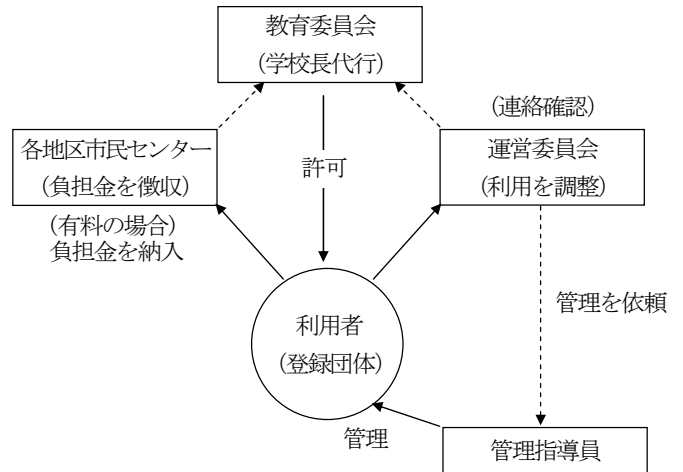 教育委員会
(学校長代行)
(連絡確認)
各地区市民センター
(負担金を徴収)
許可
運営委員会
(利用を調整)
(有料の場合)
負担金を納入
管理を依頼
利用者
(登録団体)
管理
管理指導員